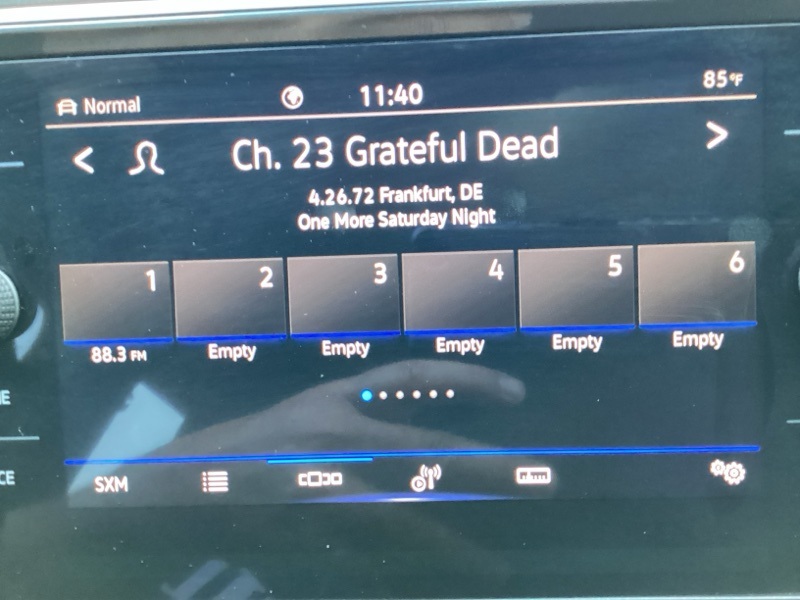 Normal
11:40
85°F
< Ch. 23 Grateful Dead >
4.26.72 Frankfurt, DE
One More Saturday Night
1 2 3 4 5 6
88.3 FM Empty Empty Empty Empty Empty
SXM
E
CE